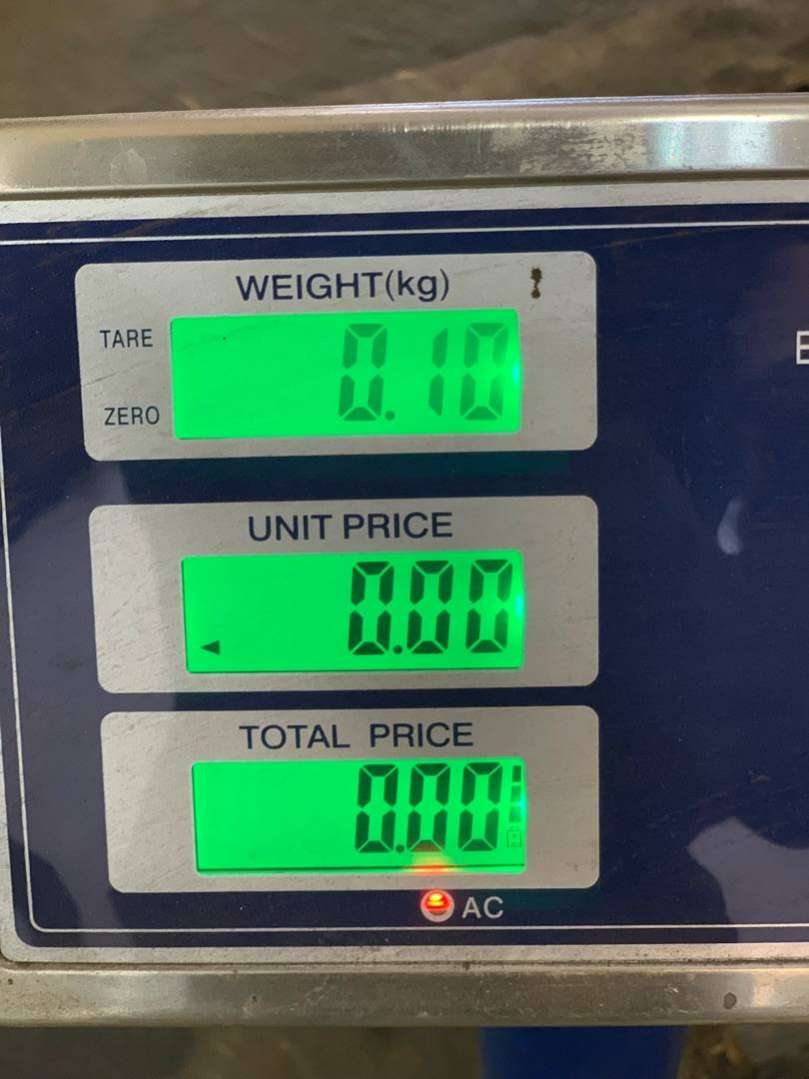 WEIGHT(kg)
TARE
0.10
ZERO
E
UNIT PRICE
0.00
TOTAL PRICE
0.00
AC